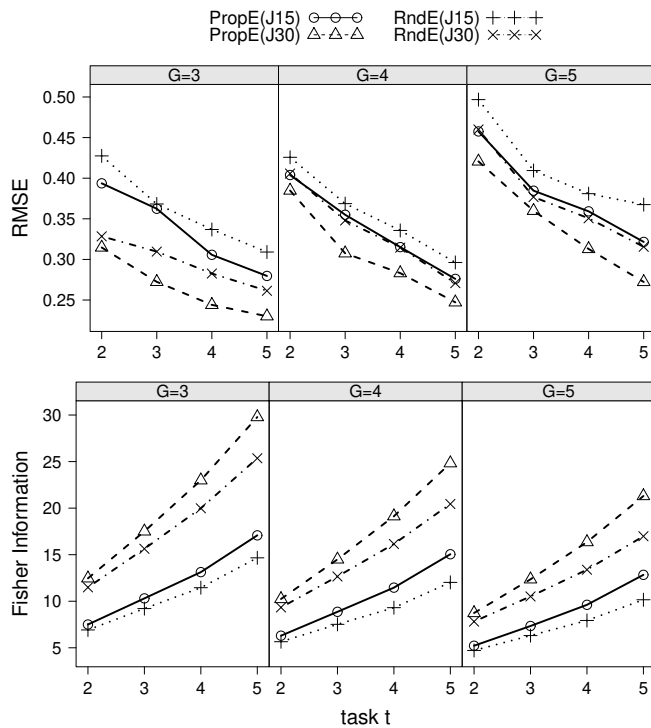 PropE(J15) RndE(J15)
PropE(J30) RndE(J30)
G=3 G=4 G=5
RMSE
0.50
0.45
0.40
0.35
0.30
0.25
2 3 4 5 2 3 4 5 2 3 4 5
G=3 G=4 G=5
Fisher Information
30
25
20
15
10
5
2 3 4 5 2 3 4 5 2 3 4 5
task t